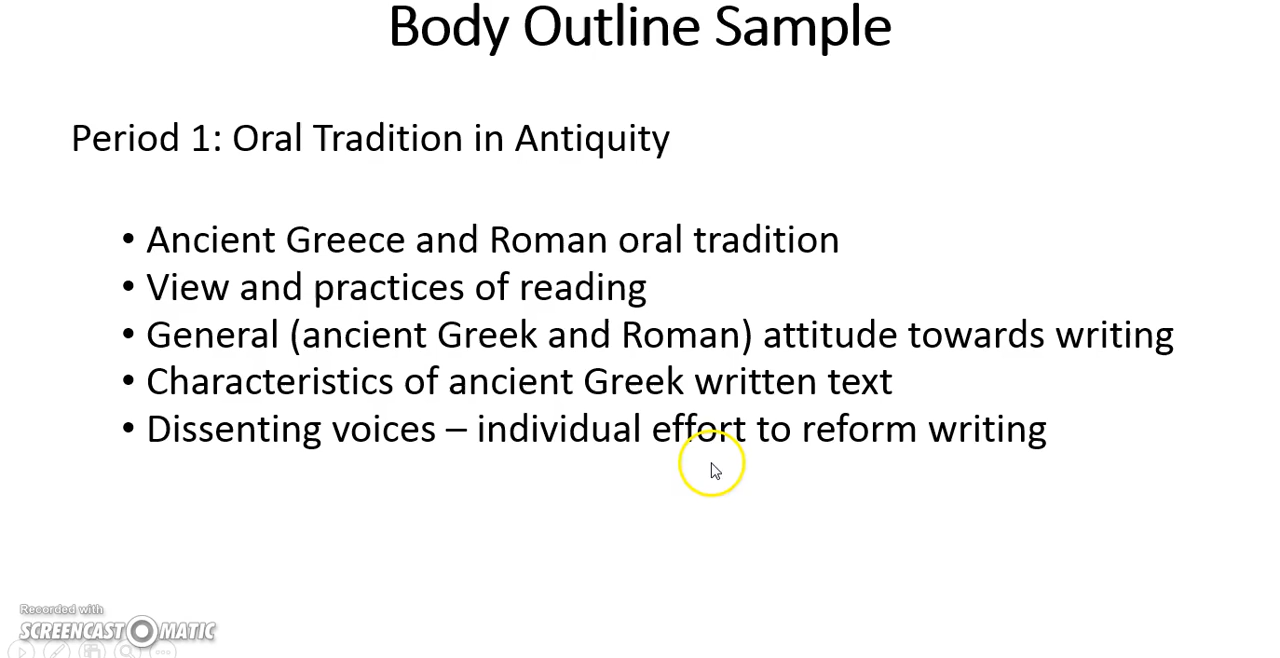 Body Outline Sample
Period 1: Oral Tradition in Antiquity
• Ancient Greece and Roman oral tradition
• View and practices of reading
• General (ancient Greek and Roman) attitude towards writing
• Characteristics of ancient Greek written text
• Dissenting voices – individual effort to reform writing
Recorded with
SCREENCAST MATIC